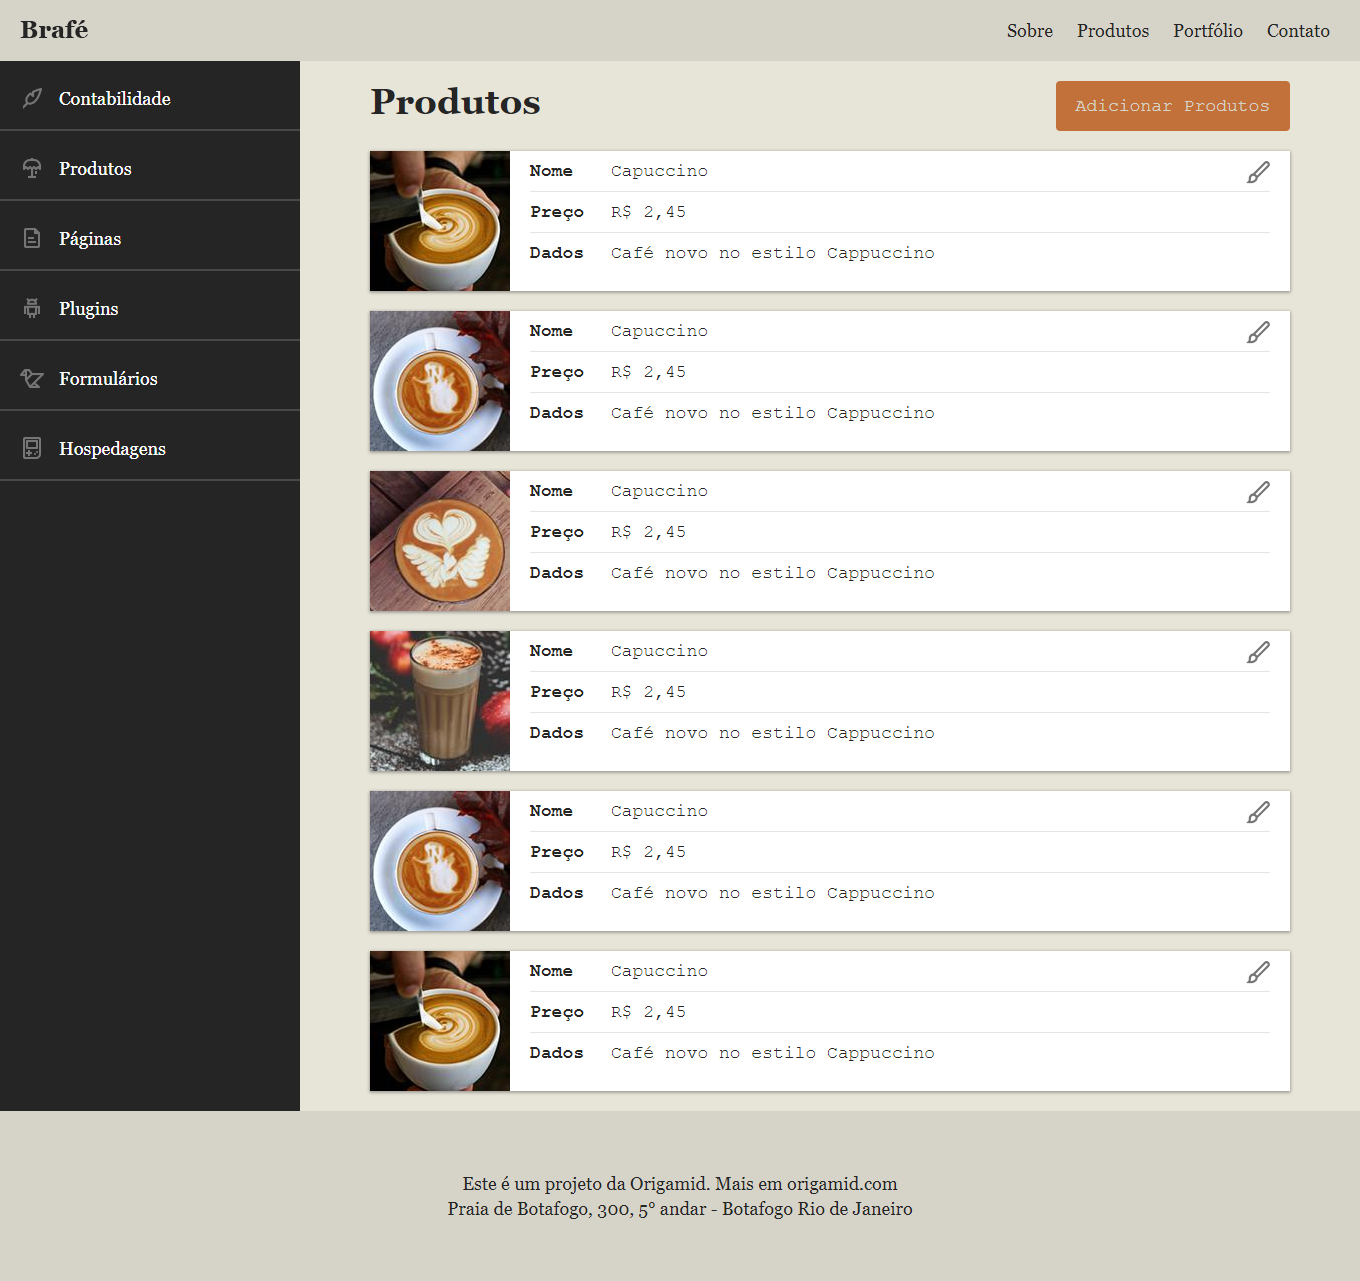 Brafé
Sobre Produtos Portfólio Contato
Contabilidade
Produtos
Páginas
Plugins
Formulários
Hospedagens
Produtos
Adicionar Produtos
Nome Capuccino
Preço R$ 2,45
Dados Café novo no estilo Cappuccino
Nome Capuccino
Preço R$ 2,45
Dados Café novo no estilo Cappuccino
Nome Capuccino
Preço R$ 2,45
Dados Café novo no estilo Cappuccino
Nome Capuccino
Preço R$ 2,45
Dados Café novo no estilo Cappuccino
Nome Capuccino
Preço R$ 2,45
Dados Café novo no estilo Cappuccino
Nome Capuccino
Preço R$ 2,45
Dados Café novo no estilo Cappuccino
Este é um projeto da Origamid. Mais em origamid.com
Praia de Botafogo, 300, 5° andar - Botafogo Rio de Janeiro